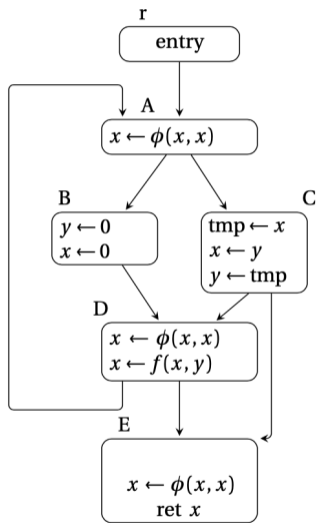 r
entry
A
x ← ϕ(x, x)
B
C
y ← 0
x ← 0
tmp ← x
x ← y
y ← tmp
D
x ← ϕ(x, x)
x ← f(x, y)
E
x ← ϕ(x, x)
ret x